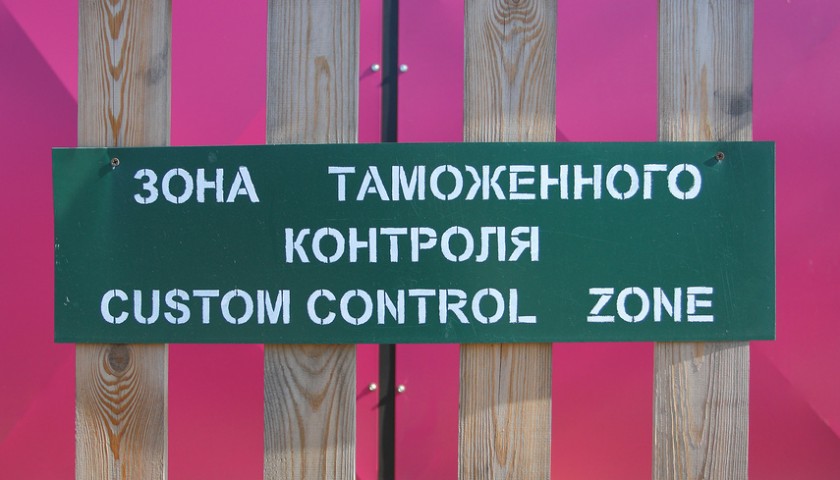 ЗОНА ТАМОЖЕННОГО
КОНТРОЛЯ
CUSTOM CONTROL ZONE